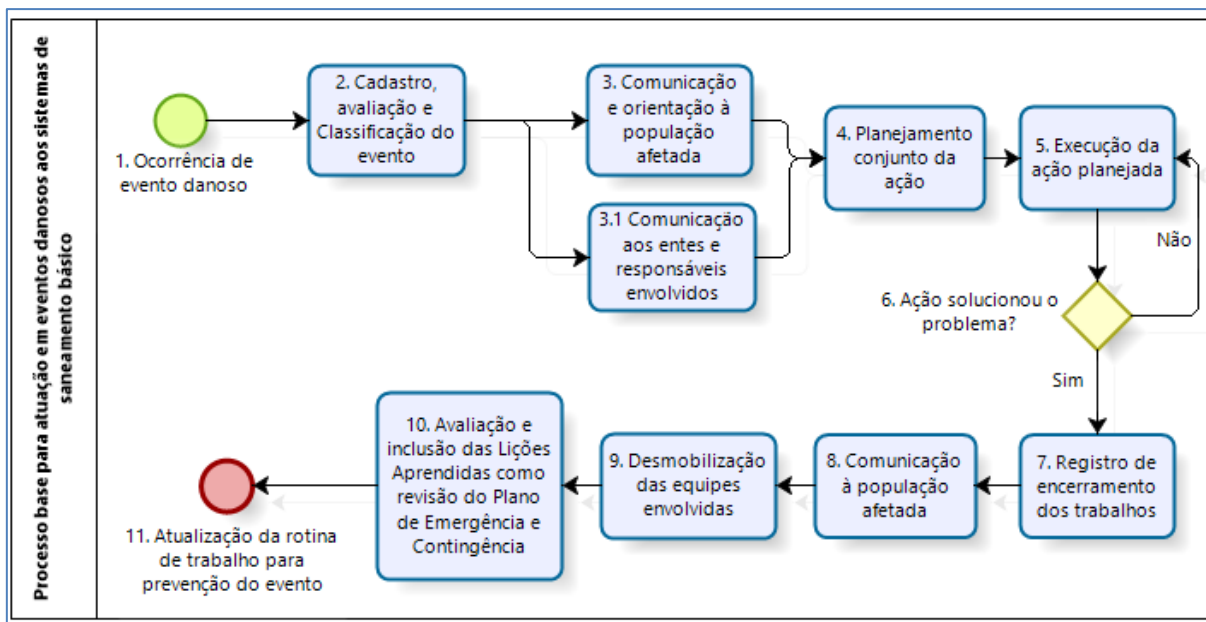 Processo base para atuação em eventos danosos aos sistemas de
saneamento básico
1. Ocorrência de
evento danoso
2. Cadastro,
avaliação e
Classificação do
evento
3. Comunicação
e orientação à
população
afetada
3.1 Comunicação
aos entes e
responsáveis
envolvidos
4. Planejamento
conjunto da
ação
5. Execução da
ação planejada
Não
6. Ação solucionou o
problema?
Sim
7. Registro de
encerramento
dos trabalhos
8. Comunicação
à população
afetada
9. Desmobilização
das equipes
envolvidas
10. Avaliação e
inclusão das Lições
Aprendidas como
revisão do Plano
de Emergência e
Contingência
11. Atualização da rotina
de trabalho para
prevenção do evento